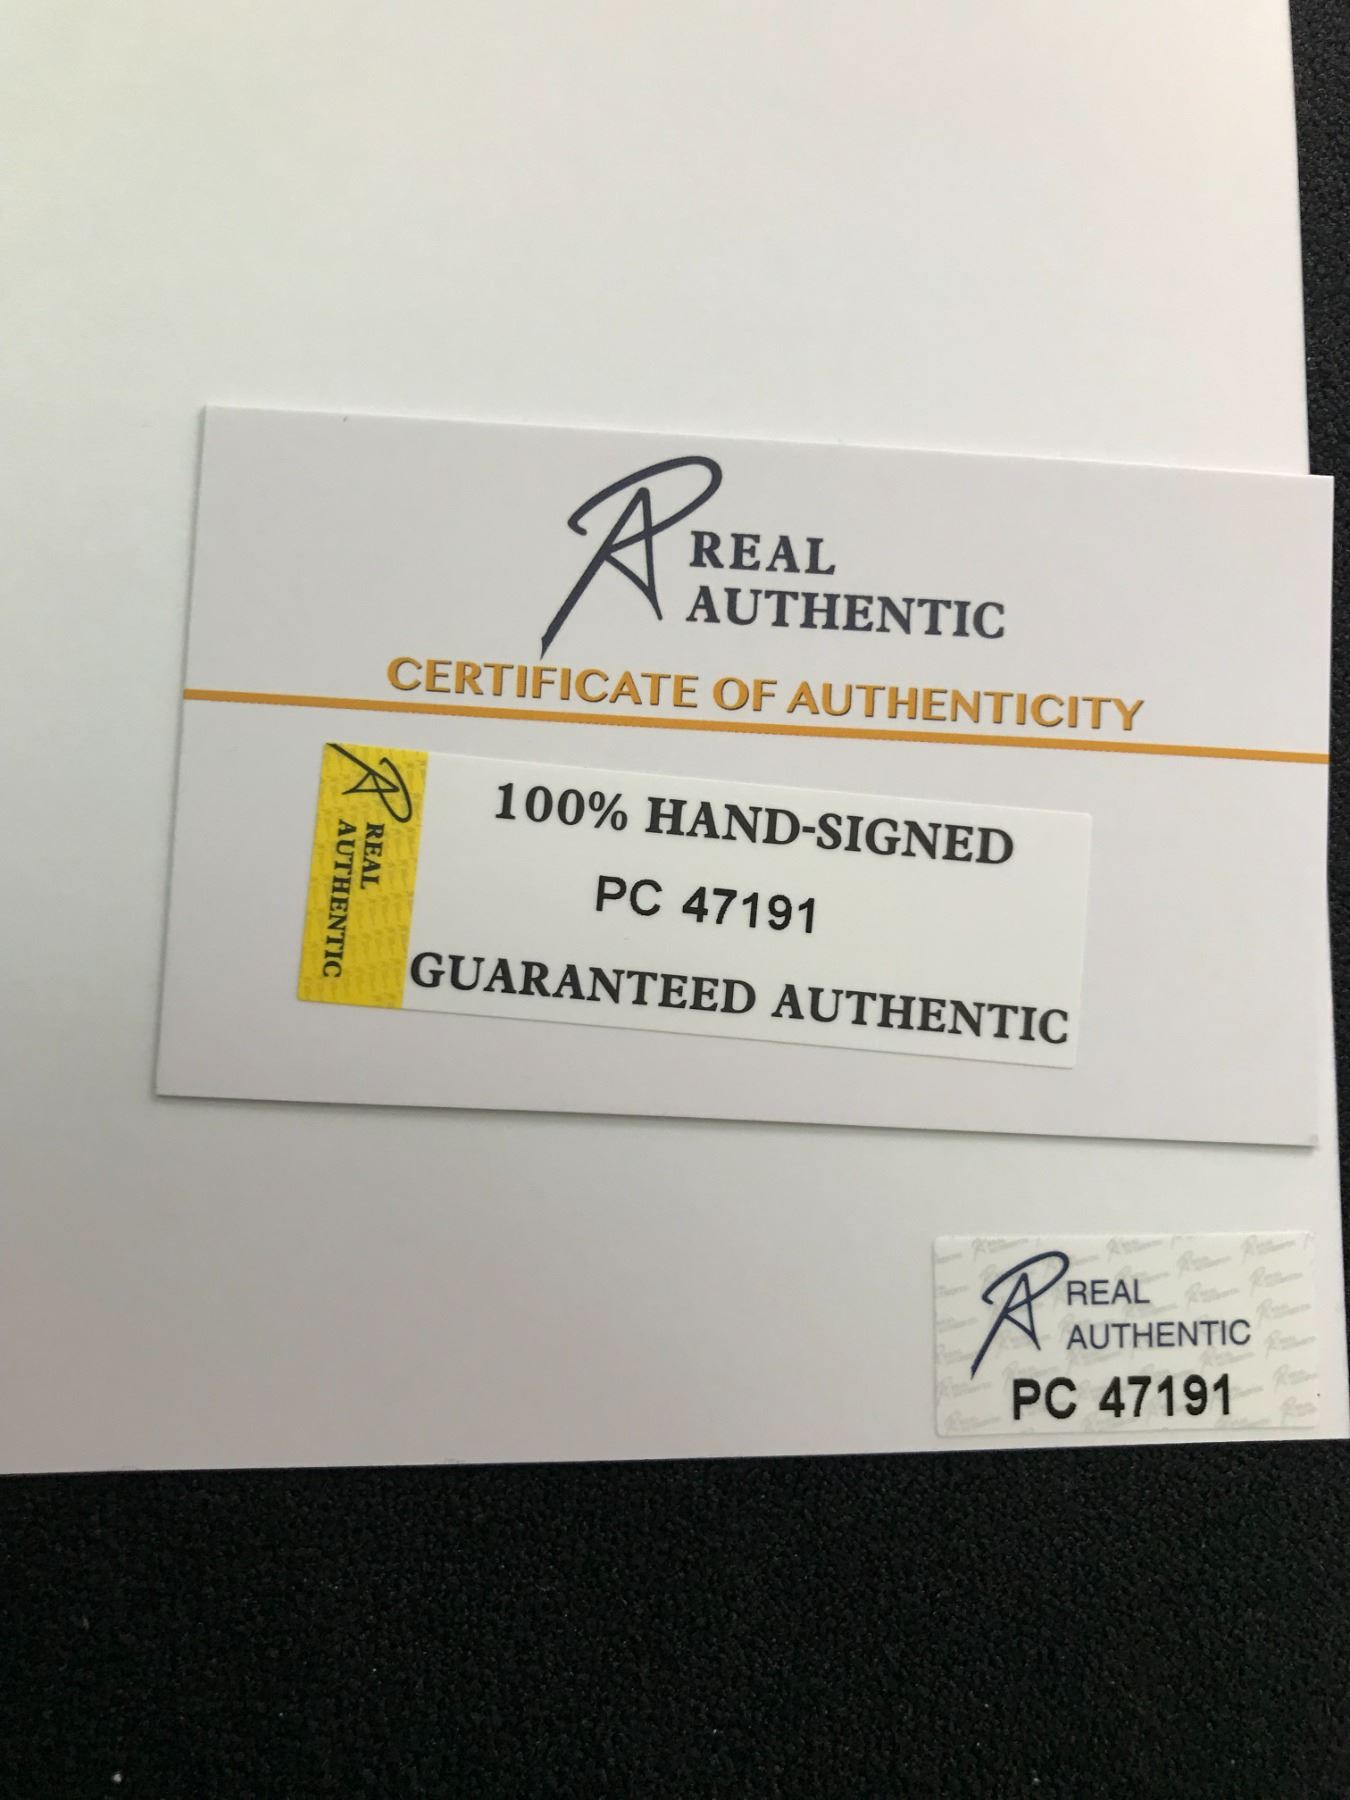 REAL
AUTHENTIC
CERTIFICATE OF AUTHENTICITY
REAL
AUTHENTIC
100% HAND-SIGNED
PC 47191
GUARANTEED AUTHENTIC
REAL
AUTHENTIC
PC 47191